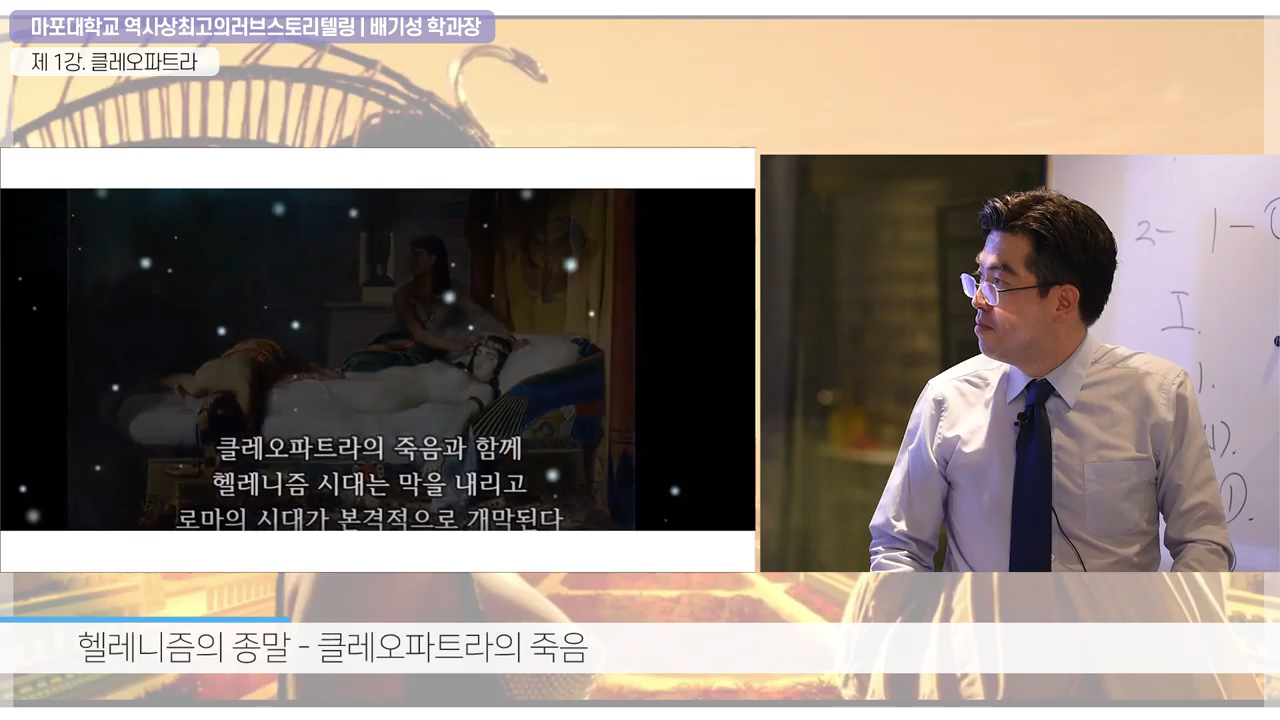 마포대학교 역사상최고의러브스토리텔링 | 배기성 학과장
제 1강. 클레오파트라
2- 1-
I.
1.
클레오파트라의 죽음과 함께
헬레니즘 시대는 막을 내리고
로마의 시대가 본격적으로 개막된다
헬레니즘의 종말 - 클레오파트라의 죽음